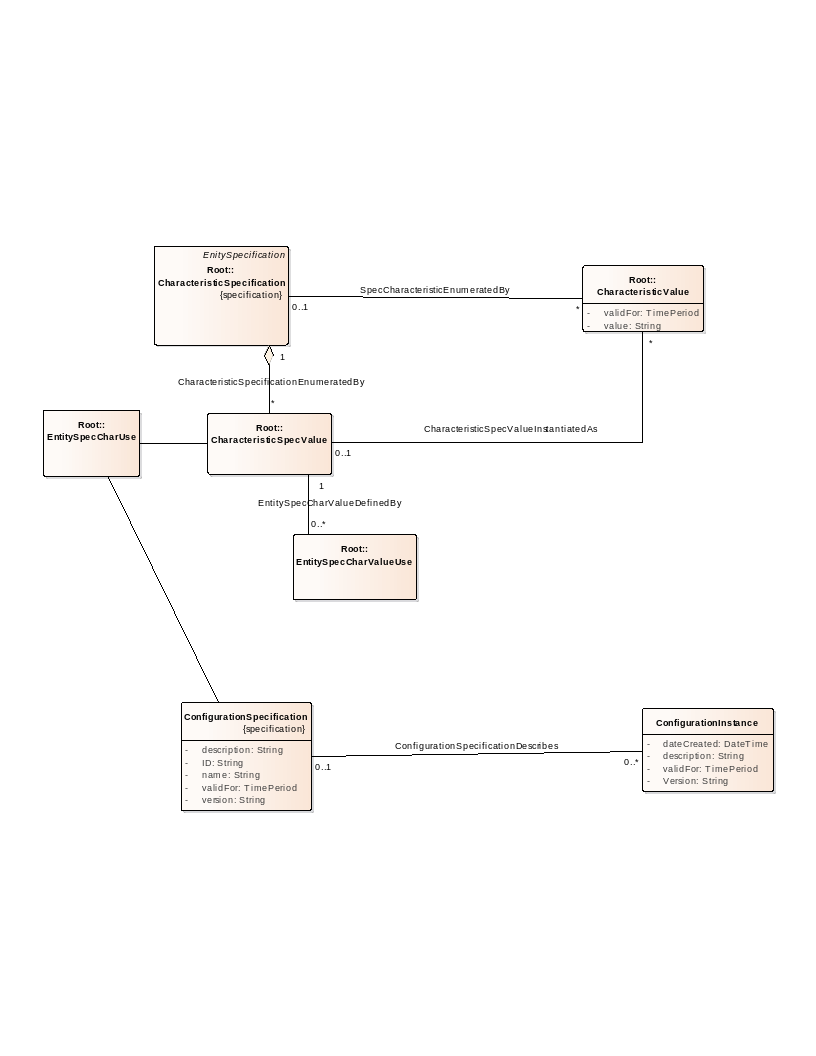 EnitySpecification
Root::
CharacteristicSpecification
{specification}
Root::
CharacteristicValue
- validFor: TimePeriod
- value: String
SpecCharacteristicEnumeratedBy
0..1
*
1
CharacteristicSpecificationEnumeratedBy
*
*
Root::
EntitySpecCharUse
Root::
CharacteristicSpecValue
CharacteristicSpecValueInstantiatedAs
0..1
1
EntitySpecCharValueDefinedBy
0..*
Root::
EntitySpecCharValueUse
ConfigurationSpecification
{specification}
- description: String
- ID: String
- name: String
- validFor: TimePeriod
- version: String
ConfigurationSpecificationDescribes
0..1
0..*
ConfigurationInstance
- dateCreated: DateTime
- description: String
- validFor: TimePeriod
- Version: String